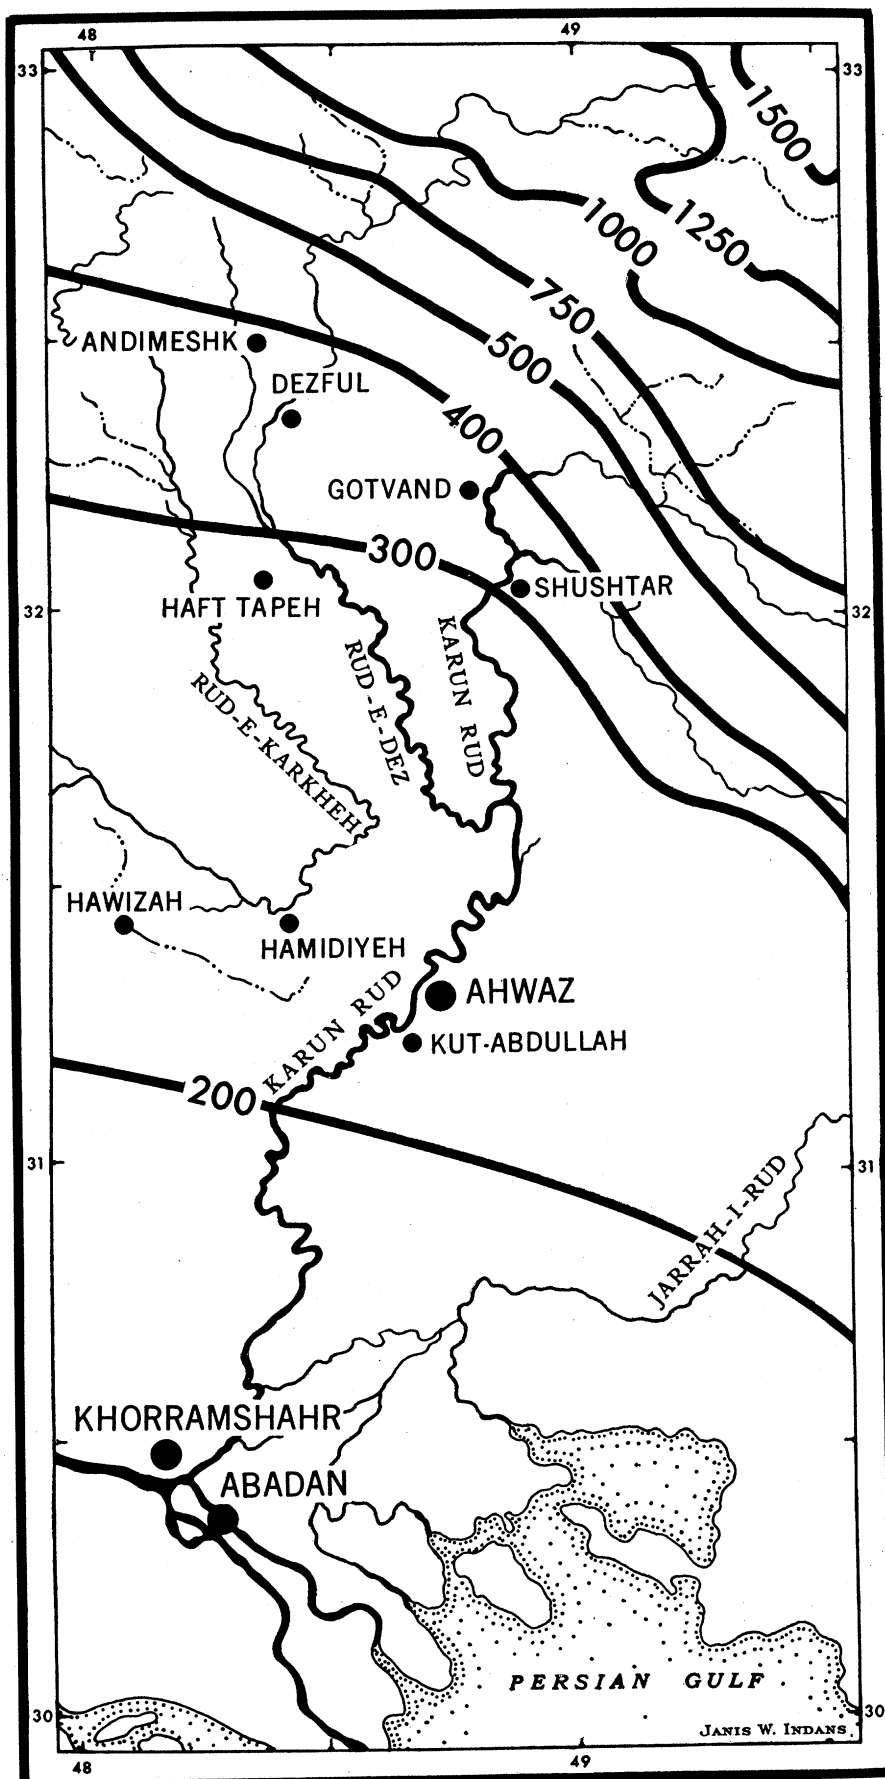 48
49
33
33
1500
1250
1000
750
500
400
ANDIMESHK
DEZFUL
GOTVAND
300
SHUSHTAR
HAFT TAPEH
32
32
KARUN RUD
RUD-E-DEZ
RUD-E-KARKHEH
HAWIZAH
HAMIDIYEH
AHWAZ
KARUN RUD
KUT-ABDULLAH
200
31
31
JARRAH-I-RUD
KHORRAMSHAHR
ABADAN
PERSIAN GULF
30
30
JANIS W. INDANS
48
49